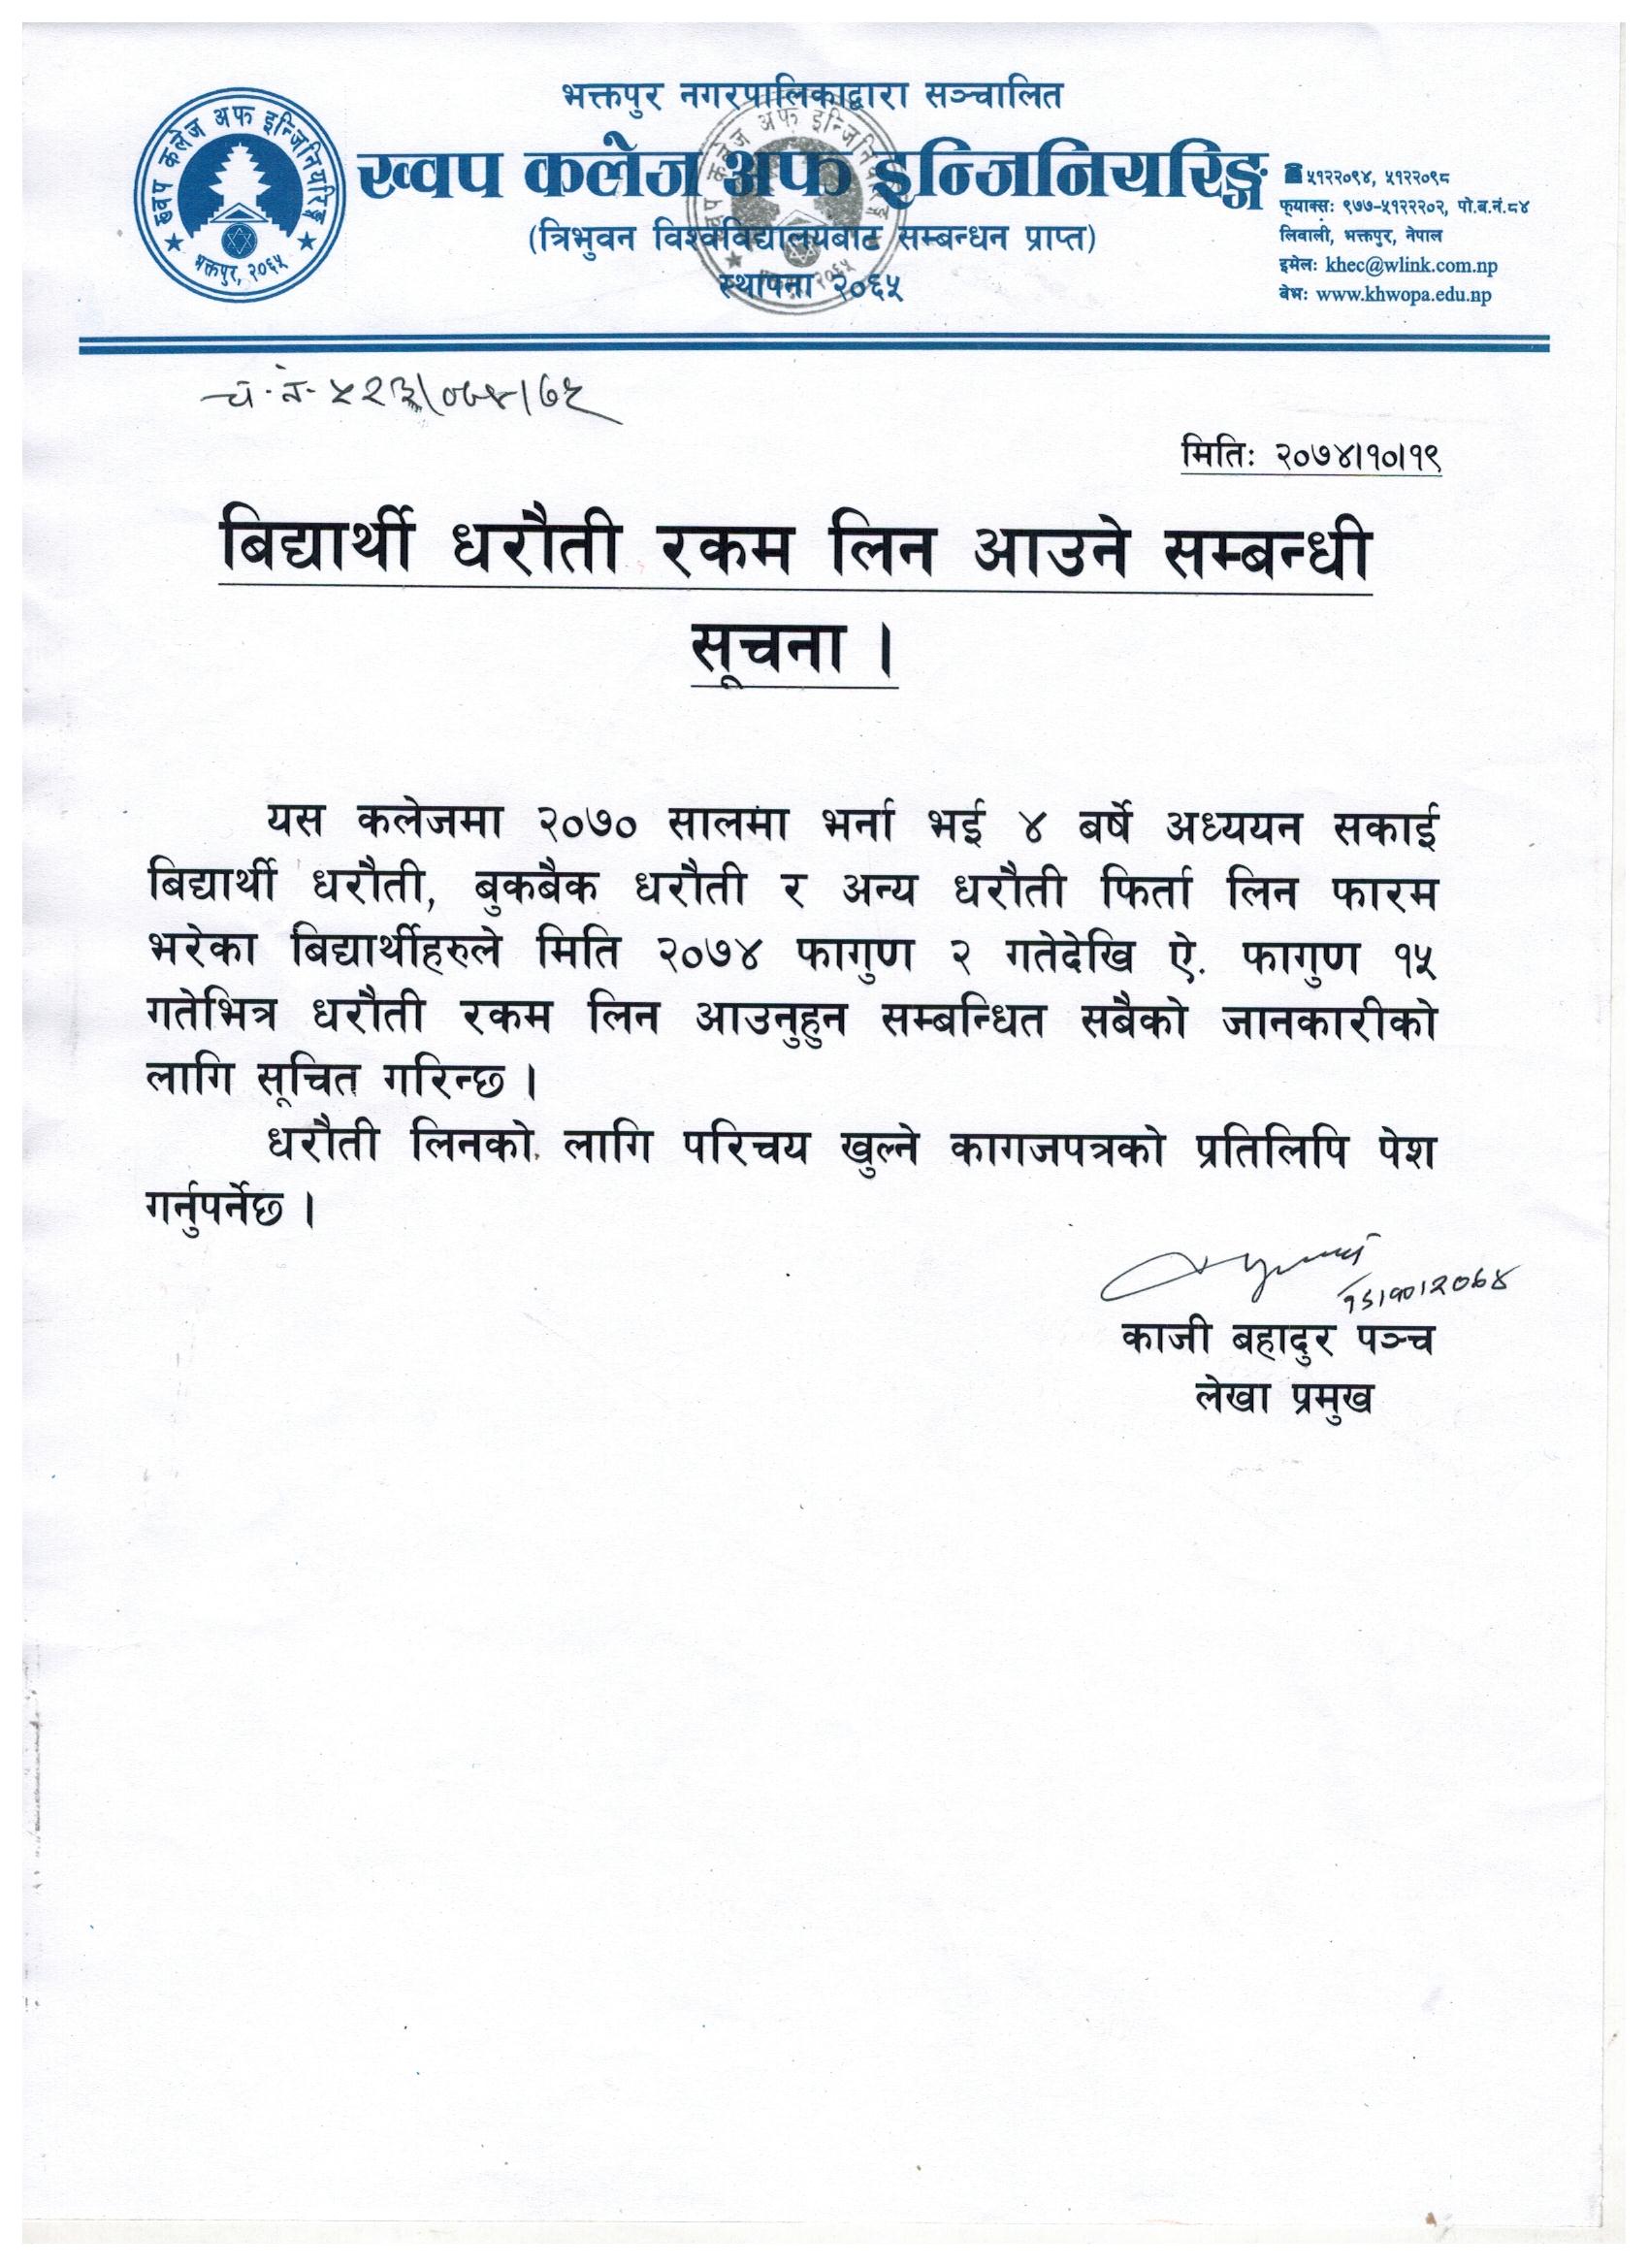 भक्तपुर नगरपालिकाद्वारा सञ्चालित
ख्वप कलेज अफ इन्जिनियरिङ्ग
(त्रिभुवन विश्वविद्यालयबाट सम्बन्धन प्राप्त)
स्थापना २०६५
ख्वप कलेज अफ इन्जिनियरिङ्ग
भक्तपुर, २०६५
☎ ५१२२०९४, ५१२२०९८
फ्याक्स: ९७७-५१२२२०२, पो.ब.नं.८४
लिवाली, भक्तपुर, नेपाल
इमेल: khec@wlink.com.np
वेभ: www.khwopa.edu.np
च.नं. ५२३/०७४/७५
मितिः २०७४।१०।१९
बिद्यार्थी धरौती रकम लिन आउने सम्बन्धी
सूचना ।
यस कलेजमा २०७० सालमा भर्ना भई ४ बर्षे अध्ययन सकाई
बिद्यार्थी धरौती, बुकबैक धरौती र अन्य धरौती फिर्ता लिन फारम
भरेका बिद्यार्थीहरुले मिति २०७४ फागुण २ गतेदेखि ऐ. फागुण १५
गतेभित्र धरौती रकम लिन आउनुहुन सम्बन्धित सबैको जानकारीको
लागि सूचित गरिन्छ ।
धरौती लिनको लागि परिचय खुल्ने कागजपत्रको प्रतिलिपि पेश
गर्नुपर्नेछ ।
काजी बहादुर पञ्च
लेखा प्रमुख